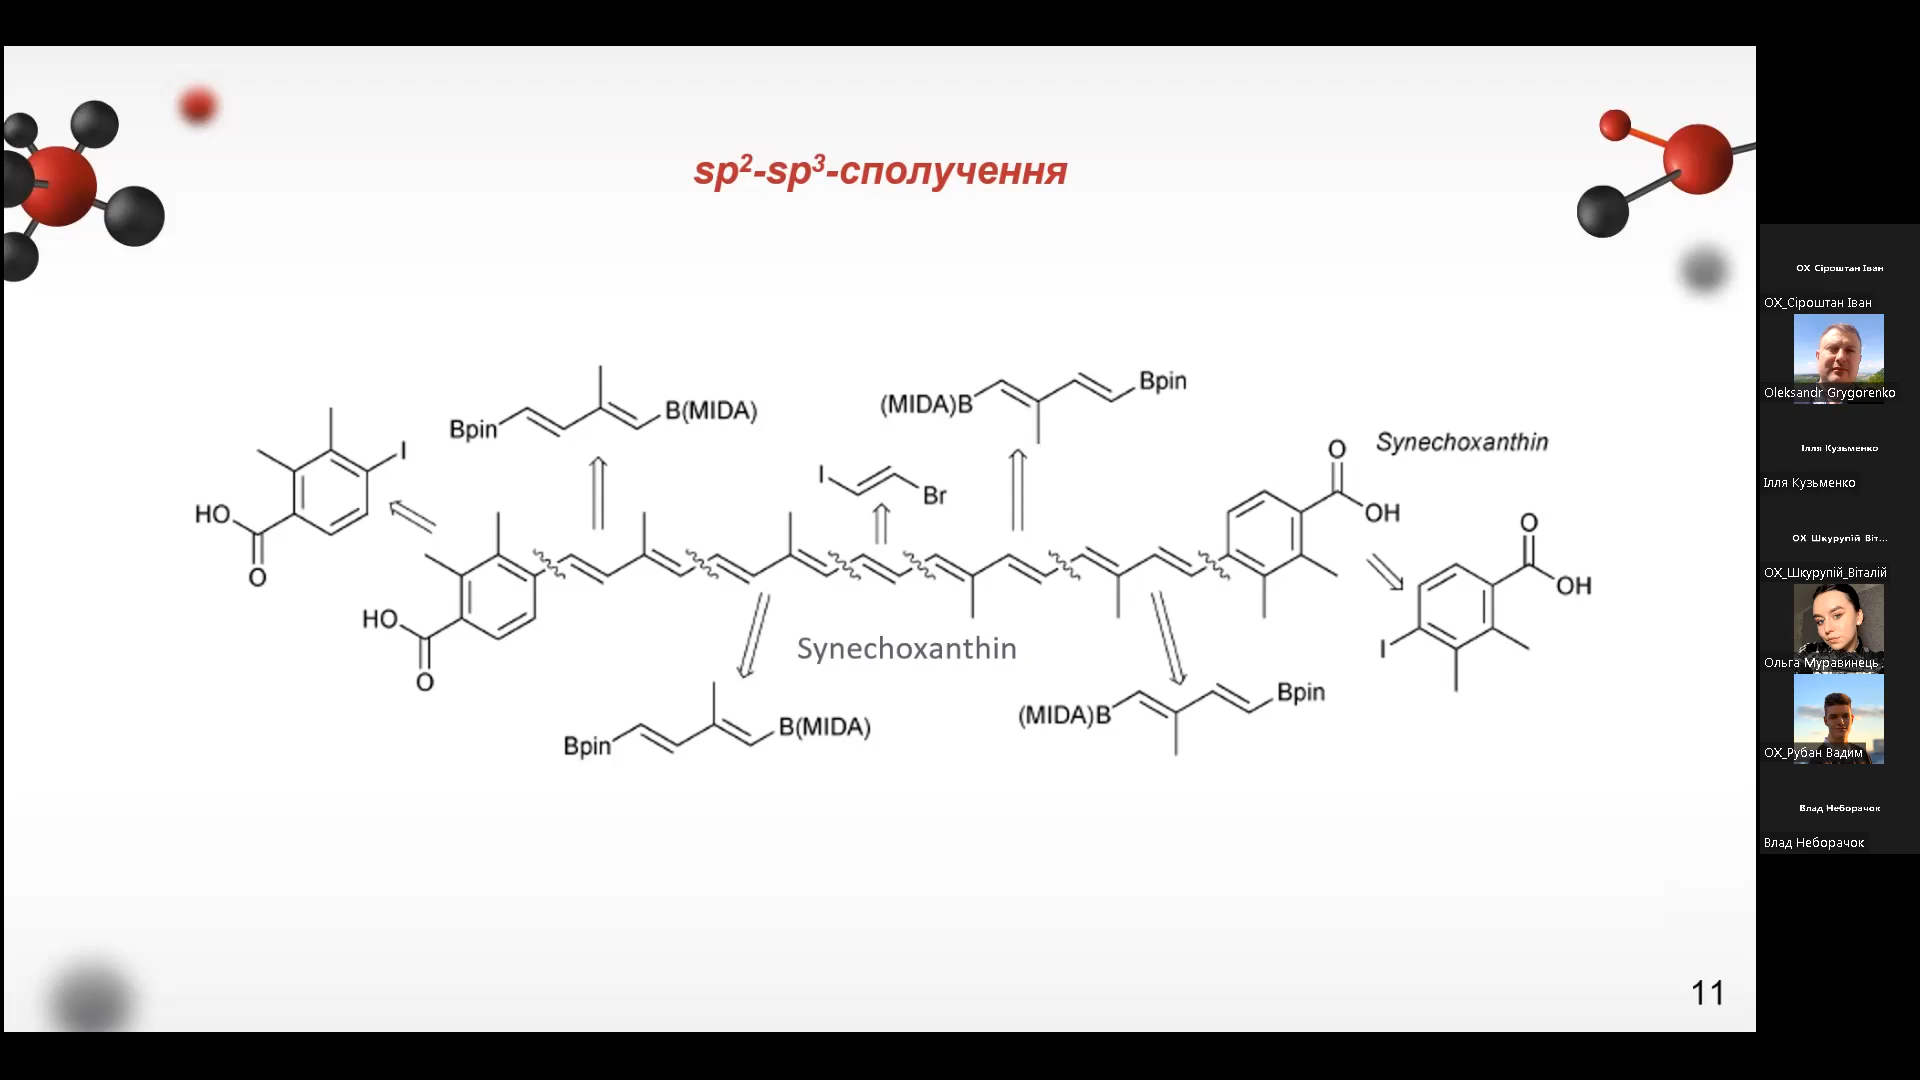 sp²-sp³-сполучення
Bpin
B(MIDA)
(MIDA)B
Bpin
I
HO
O
I
Br
Synechoxanthin
O
OH
HO
O
O
OH
I
Synechoxanthin
Bpin
B(MIDA)
(MIDA)B
Bpin
11
ОХ Сіроштан Іван
ОХ_Сіроштан Іван
Oleksandr Grygorenko
Ілля Кузьменко
Ілля Кузьменко
ОХ Шкурупій Віт...
ОХ_Шкурупій_Віталій
Ольга Муравинець
ОХ_Рубан Вадим
Влад Неборачок
Влад Неборачок